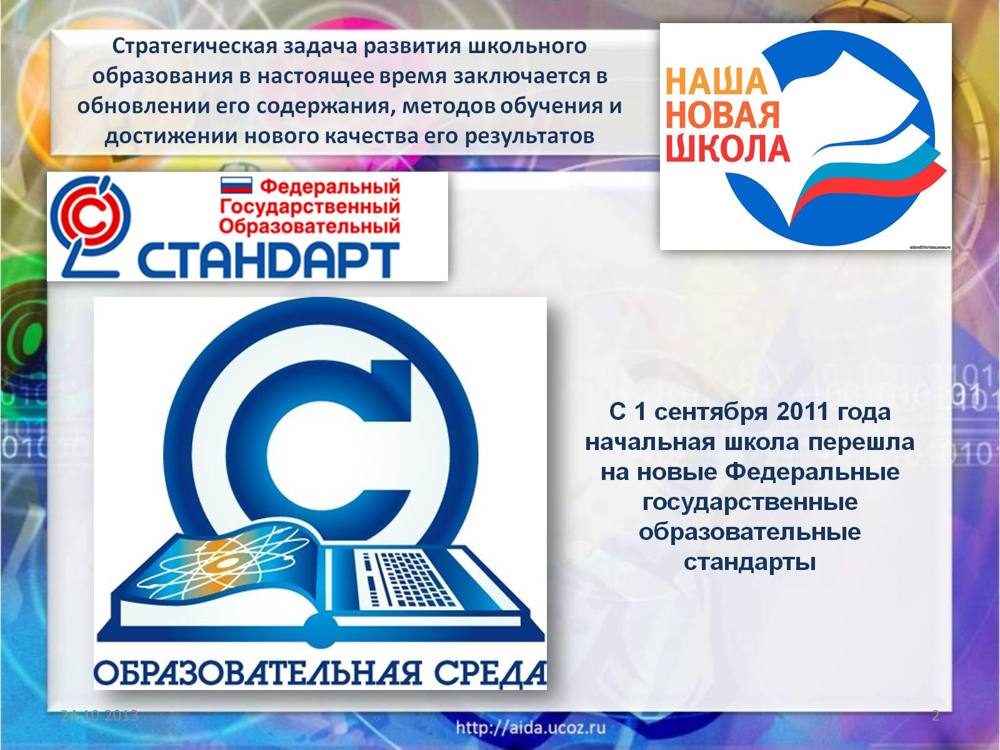 Стратегическая задача развития школьного
образования в настоящее время заключается в
обновлении его содержания, методов обучения и
достижении нового качества его результатов
НАША
НОВАЯ
ШКОЛА
Федеральный
Государственный
Образовательный
СТАНДАРТ
ОБРАЗОВАТЕЛЬНАЯ СРЕДА
С 1 сентября 2011 года
начальная школа перешла
на новые Федеральные
государственные
образовательные
стандарты
24.10.2013
2
http://aida.ucoz.ru